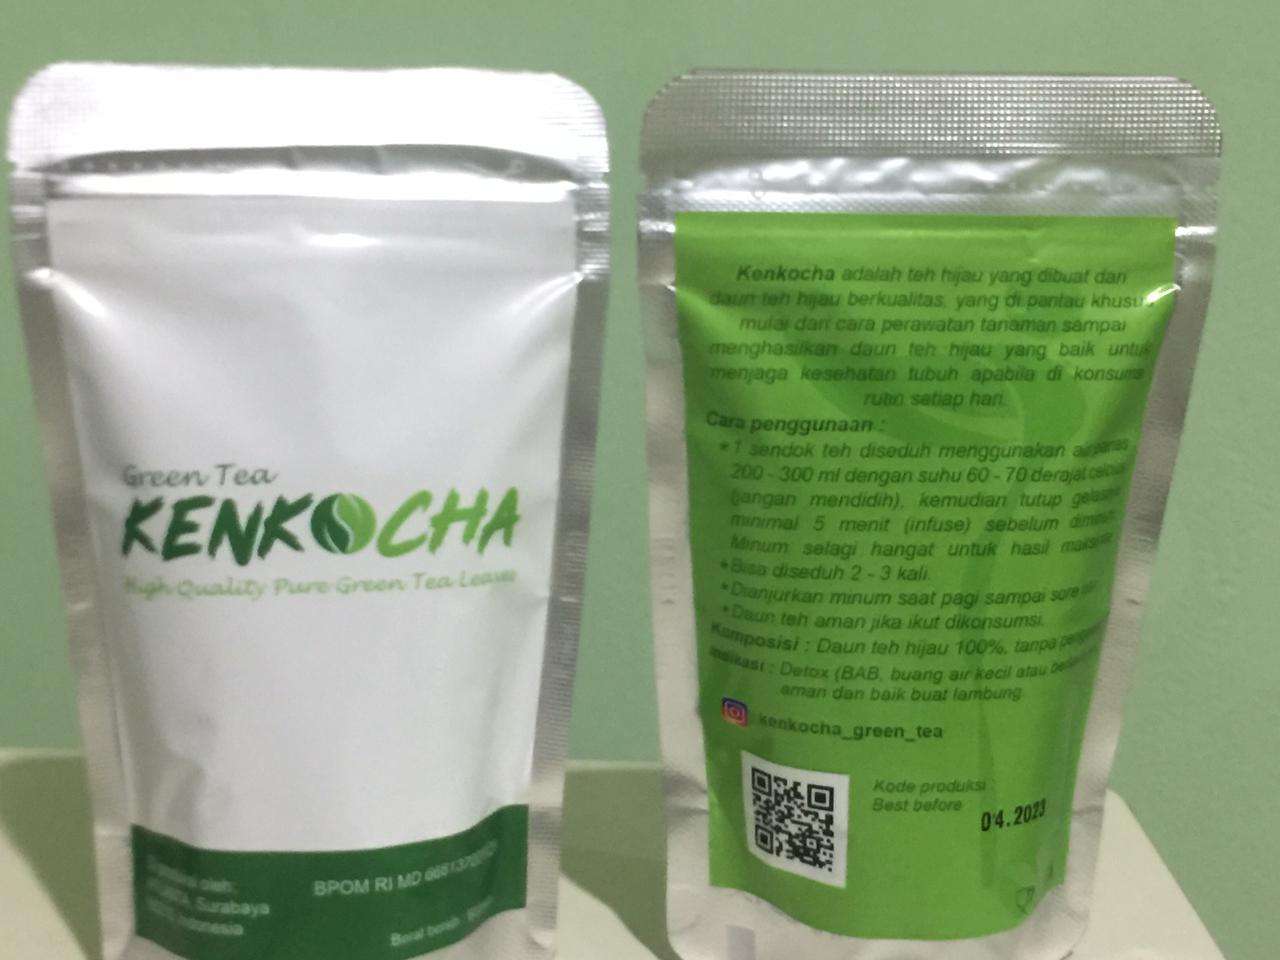 Green Tea
KENKOCHA
High Quality Pure Green Tea Leaves
oleh:
Surabaya
Indonesia
BPOM RI MD
Berat bersih
Kenkocha adalah teh hijau yang dibuat dari
daun teh hijau berkualitas, yang di pantau khusus
mulai dari cara perawatan tanaman sampai
menghasilkan daun teh hijau yang baik untuk
menjaga kesehatan tubuh apabila di konsumsi
rutin setiap hari.
Cara penggunaan :
* 1 sendok teh diseduh menggunakan air panas
200 - 300 ml dengan suhu 60 - 70 derajat celcius
(jangan mendidih), kemudian tutup gelasnya
minimal 5 menit (infuse) sebelum diminum.
Minum selagi hangat untuk hasil maksimal.
* Bisa diseduh 2 - 3 kali.
* Dianjurkan minum saat pagi sampai sore
* Daun teh aman jika ikut dikonsumsi.
Komposisi : Daun teh hijau 100%, tanpa
Indikasi : Detox (BAB, buang air kecil atau
aman dan baik buat lambung.
kenkocha_green_tea
Kode produksi :
Best before
04.2023